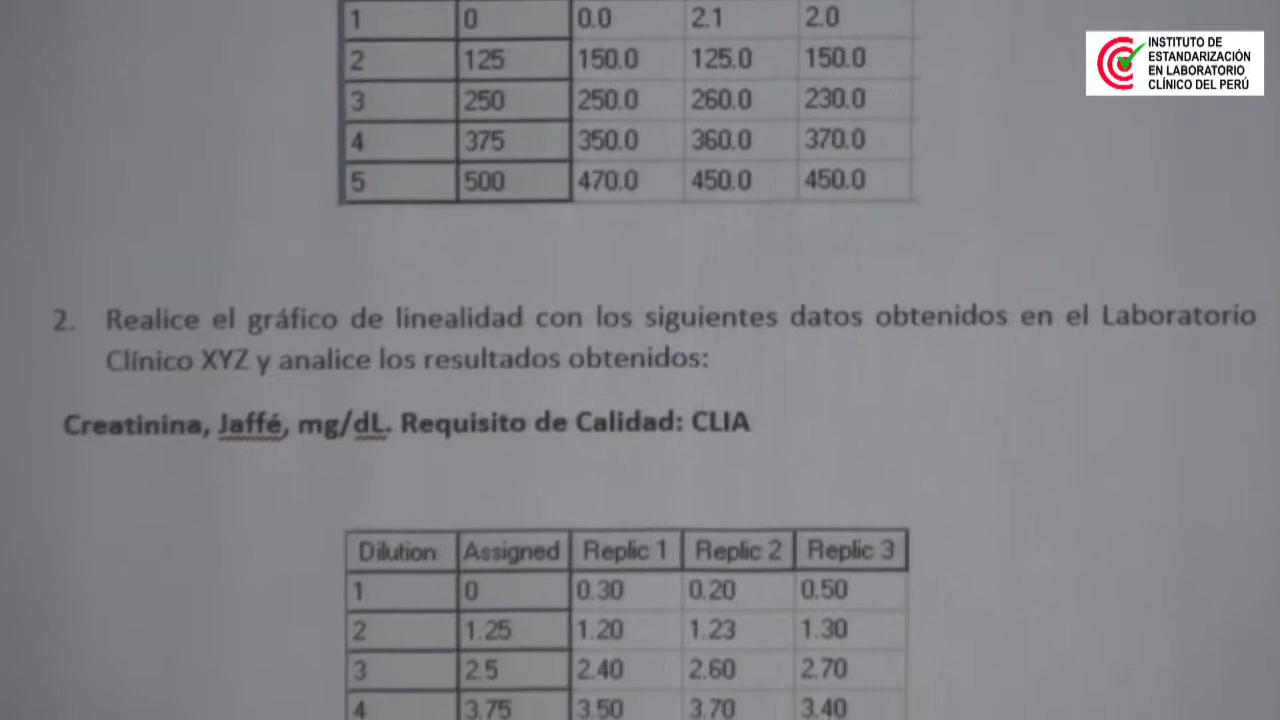 1 0 0.0 2.1 2.0
2 125 150.0 125.0 150.0
3 250 250.0 260.0 230.0
4 375 350.0 360.0 370.0
5 500 470.0 450.0 450.0
INSTITUTO DE
ESTANDARIZACIÓN
EN LABORATORIO
CLÍNICO DEL PERÚ
2. Realice el gráfico de linealidad con los siguientes datos obtenidos en el Laboratorio
Clínico XYZ y analice los resultados obtenidos:
Creatinina, Jaffé, mg/dL. Requisito de Calidad: CLIA
Dilution Assigned Replic 1 Replic 2 Replic 3
1 0 0.30 0.20 0.50
2 1.25 1.20 1.23 1.30
3 2.5 2.40 2.60 2.70
4 3.75 3.50 3.70 3.40